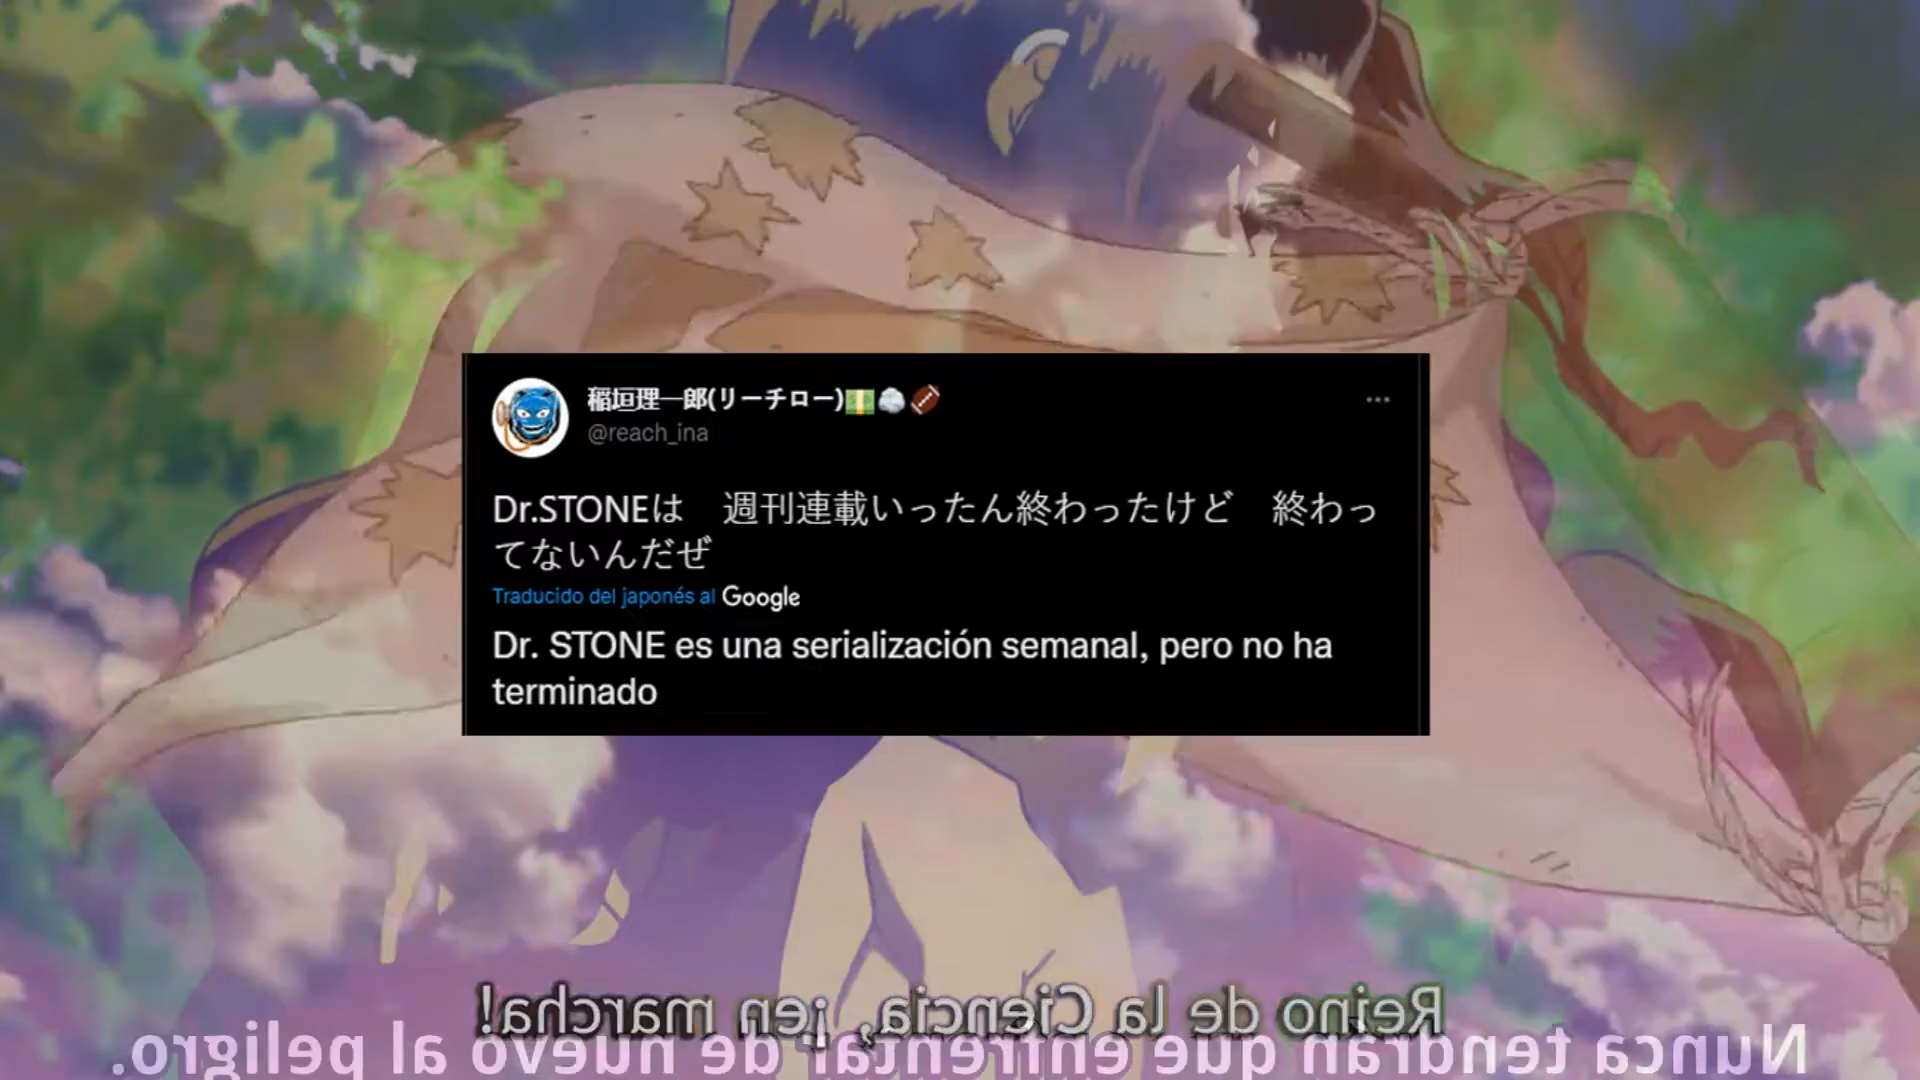 稲垣理一郎(リーチロー)💵☁️🏈
@reach_ina
Dr.STONEは　週刊連載いったん終わったけど　終わっ
てないんだぜ
Traducido del japonés al Google
Dr. STONE es una serialización semanal, pero no ha
terminado
Reino de la Ciencia, ¡en marcha!
Nunca tendrán que enfrentar de nuevo al peligro.